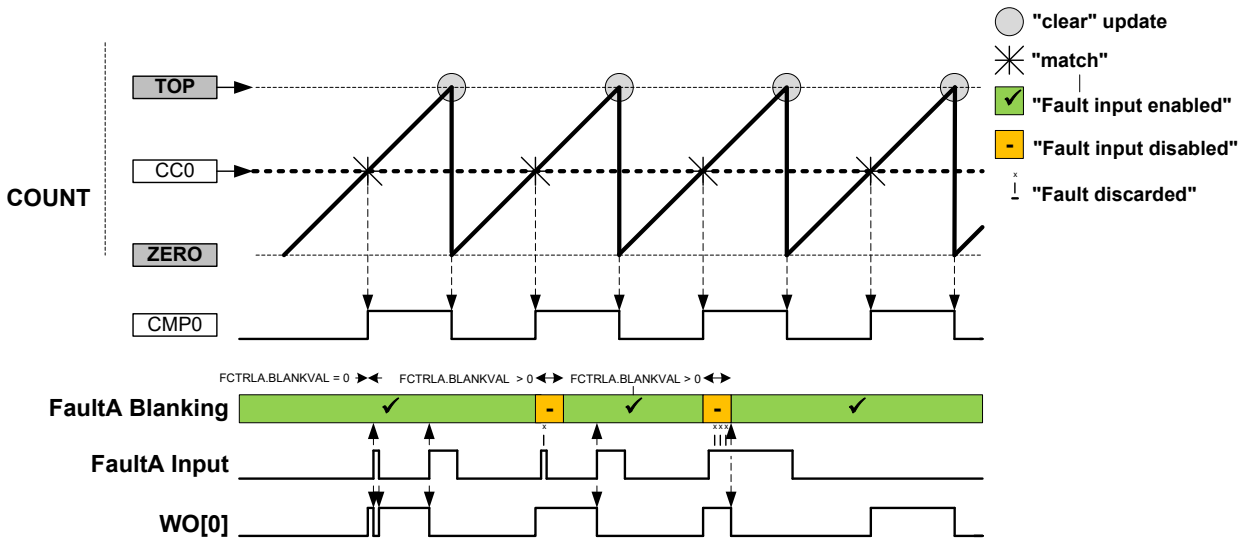 "clear" update
"match"
"Fault input enabled"
✓
"Fault input disabled"
-
x
"Fault discarded"
TOP
CC0
COUNT
ZERO
CMP0
FCTRLA.BLANKVAL = 0
FCTRLA.BLANKVAL > 0
FCTRLA.BLANKVAL > 0
FaultA Blanking
✓ - ✓ - ✓
x
x x x
FaultA Input
WO[0]